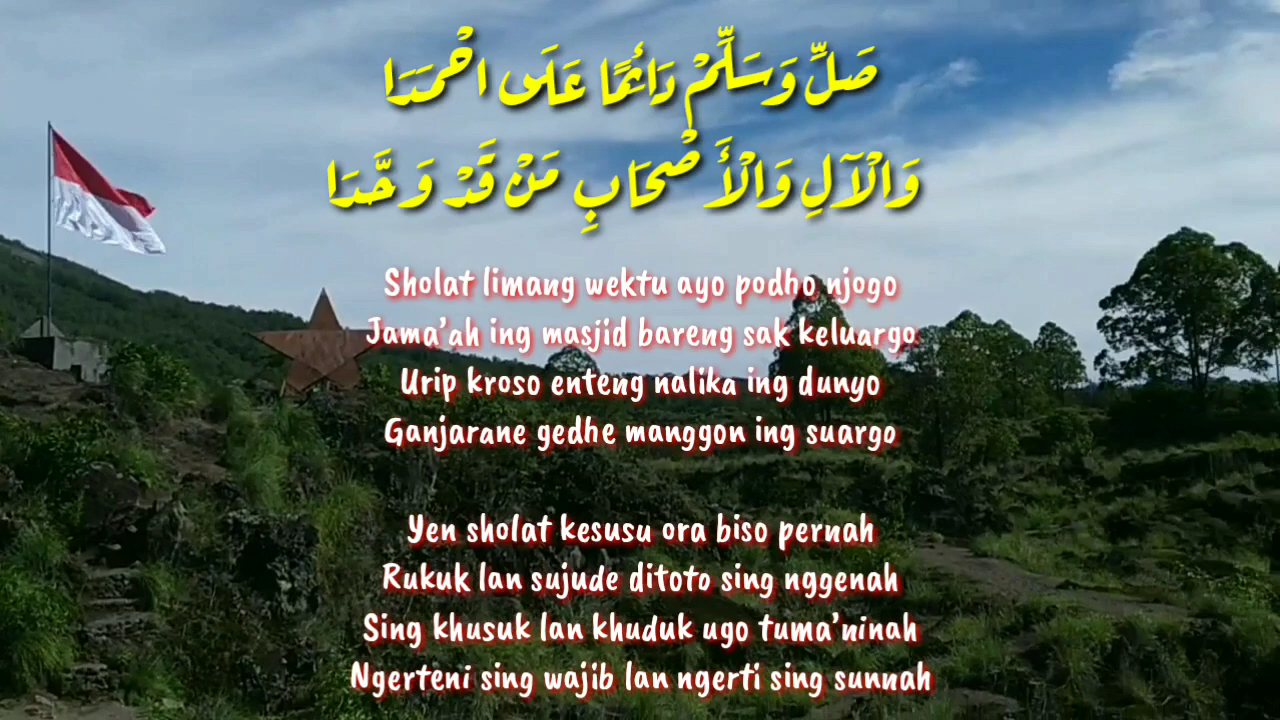 صَلِّ وَسَلِّمْ دَائِمًا عَلَى احْمَدَا
وَالْآلِ وَالْأَصْحَابِ مَنْ قَدْ وَحَّدَا
Sholat limang wektu ayo podho njogo
Jama'ah ing masjid bareng sak keluargo
Urip kroso enteng nalika ing dunyo
Ganjarane gedhe manggon ing suargo
Yen sholat kesusu ora biso pernah
Rukuk lan sujude ditoto sing nggenah
Sing khusuk lan khuduk ugo tuma'ninah
Ngerteni sing wajib lan ngerti sing sunnah